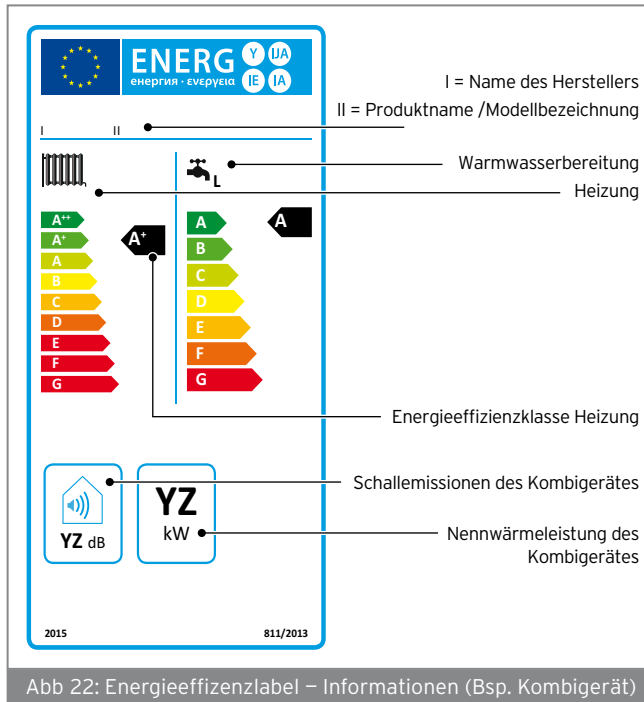 ENERG Y IJA
енергия · ενεργεια IE IA
I = Name des Herstellers
II = Produktname /Modellbezeichnung
I II
Warmwasserbereitung
L
Heizung
A++
A+
A
B
C
D
E
F
G
A+
A
B
C
D
E
F
G
A
Energieeffizienzklasse Heizung
Schallemissionen des Kombigerätes
YZ dB
YZ
kW
Nennwärmeleistung des
Kombigerätes
2015 811/2013
Abb 22: Energieeffizenzlabel – Informationen (Bsp. Kombigerät)